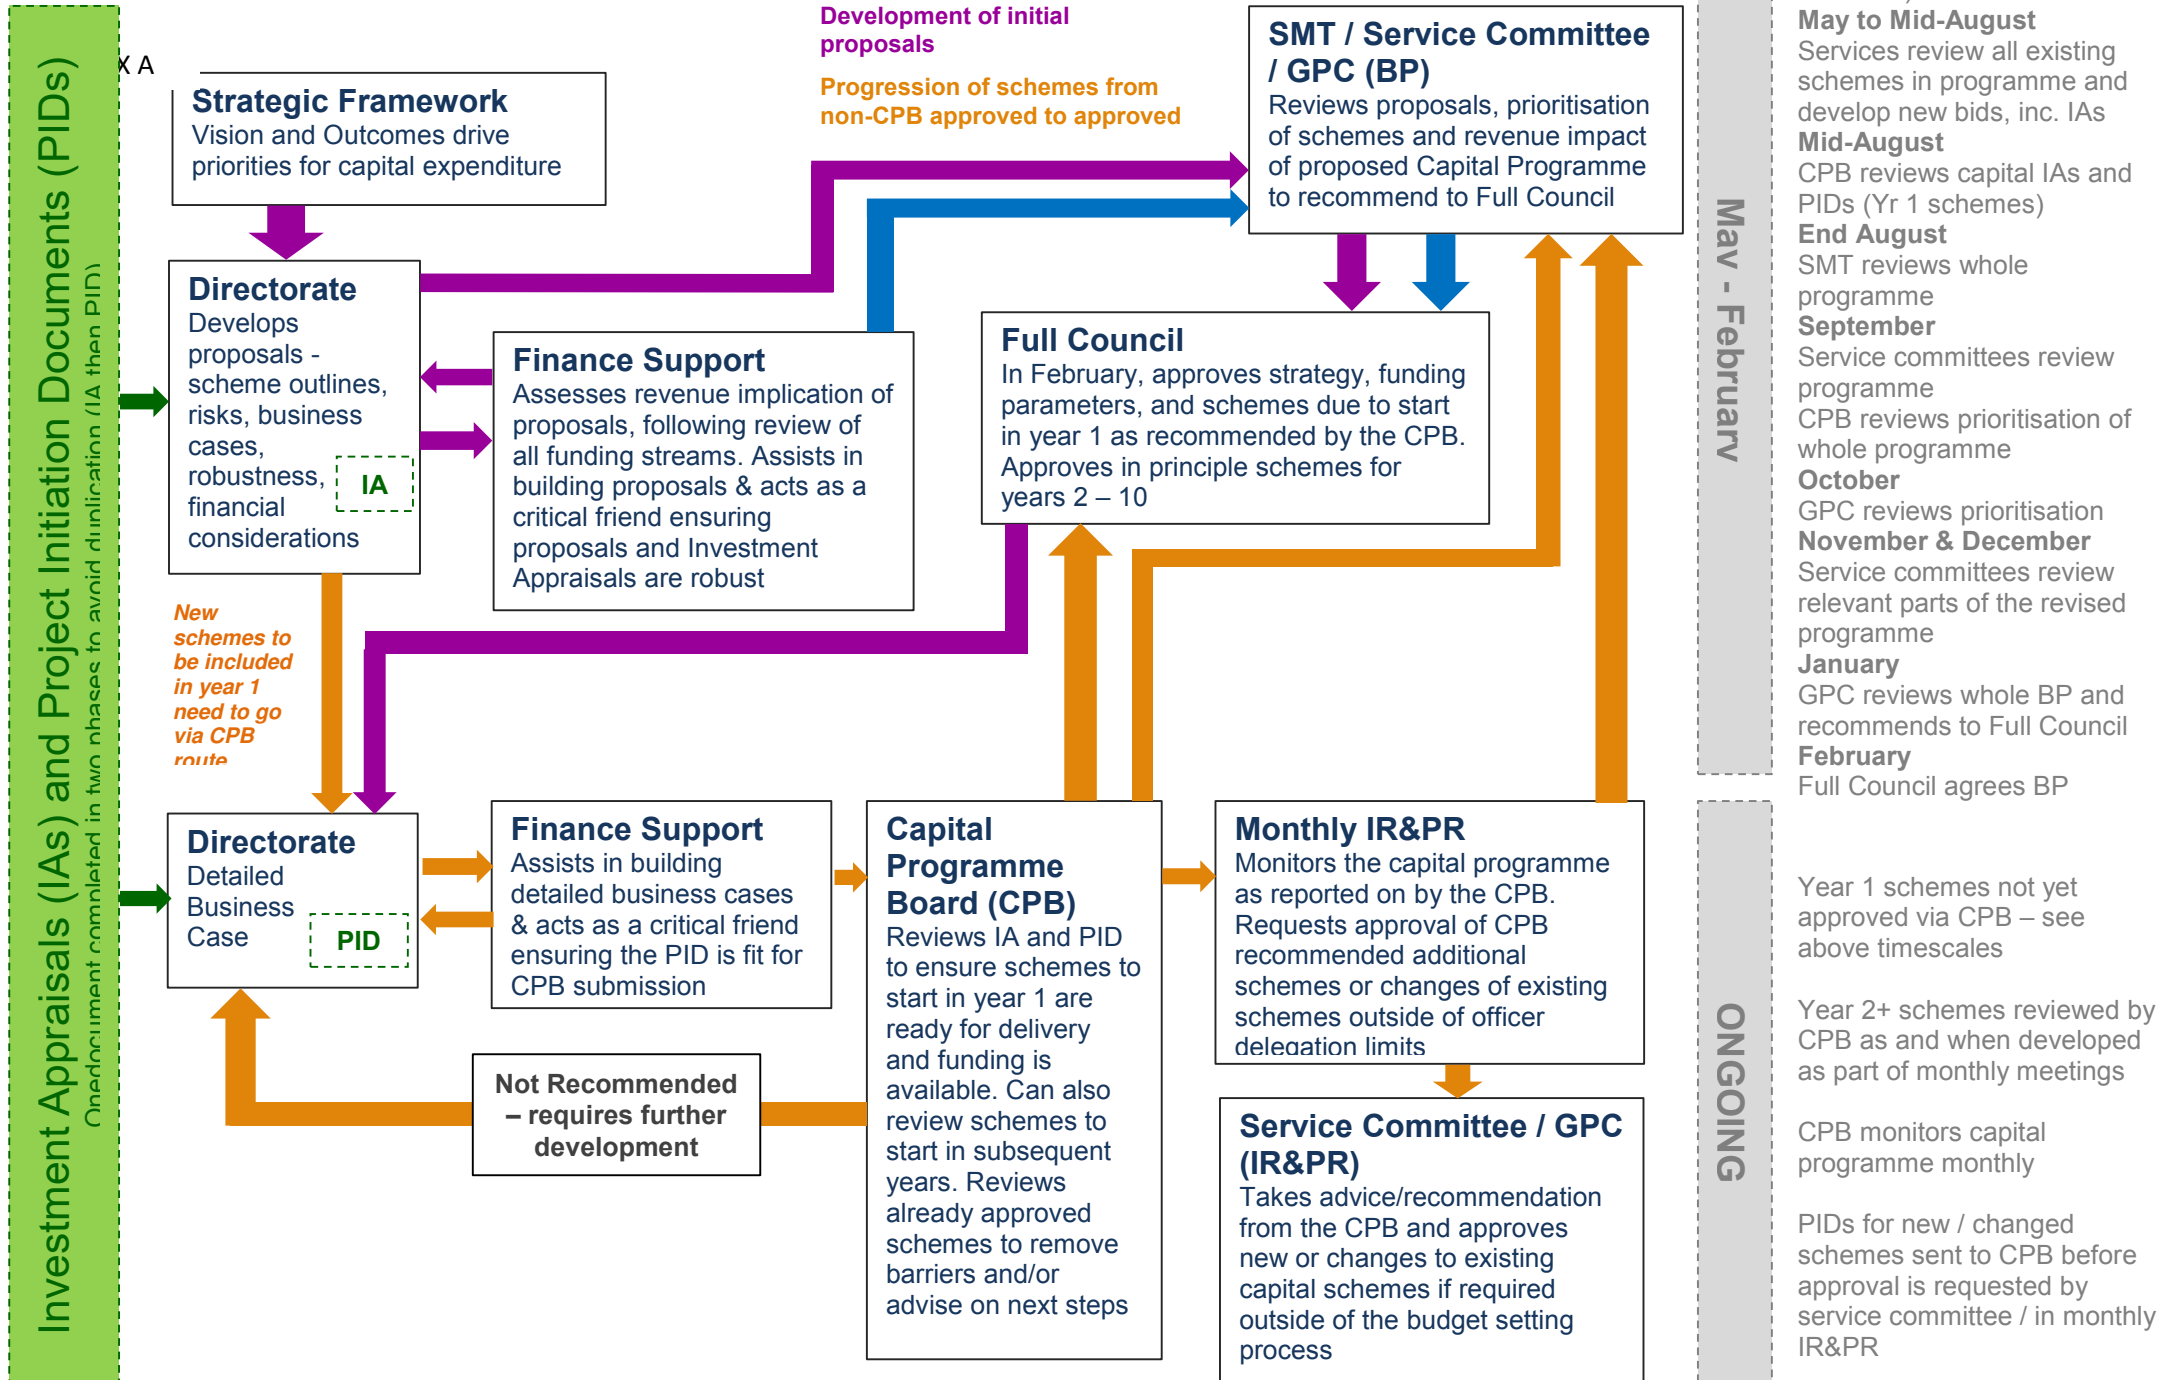 X A
Investment Appraisals (IAs) and Project Initiation Documents (PIDs)
completed in two phases to avoid duplication (IA then PID)
Development of initial
proposals
Progression of schemes from
non-CPB approved to approved
Strategic Framework
Vision and Outcomes drive
priorities for capital expenditure
SMT / Service Committee
/ GPC (BP)
Reviews proposals, prioritisation
of schemes and revenue impact
of proposed Capital Programme
to recommend to Full Council
Directorate
Develops
proposals -
scheme outlines,
risks, business
cases,
robustness,
financial
considerations
IA
Finance Support
Assesses revenue implication of
proposals, following review of
all funding streams. Assists in
building proposals & acts as a
critical friend ensuring
proposals and Investment
Appraisals are robust
Full Council
In February, approves strategy, funding
parameters, and schemes due to start
in year 1 as recommended by the CPB.
Approves in principle schemes for
years 2 – 10
New
schemes to
be included
in year 1
need to go
via CPB
route
Directorate
Detailed
Business
Case
PID
Finance Support
Assists in building
detailed business cases
& acts as a critical friend
ensuring the PID is fit for
CPB submission
Capital
Programme
Board (CPB)
Reviews IA and PID
to ensure schemes to
start in year 1 are
ready for delivery
and funding is
available. Can also
review schemes to
start in subsequent
years. Reviews
already approved
schemes to remove
barriers and/or
advise on next steps
Monthly IR&PR
Monitors the capital programme
as reported on by the CPB.
Requests approval of CPB
recommended additional
schemes or changes of existing
schemes outside of officer
delegation limits
Not Recommended
– requires further
development
Service Committee / GPC
(IR&PR)
Takes advice/recommendation
from the CPB and approves
new or changes to existing
capital schemes if required
outside of the budget setting
process
May - February
May to Mid-August
Services review all existing
schemes in programme and
develop new bids, inc. IAs
Mid-August
CPB reviews capital IAs and
PIDs (Yr 1 schemes)
End August
SMT reviews whole
programme
September
Service committees review
programme
CPB reviews prioritisation of
whole programme
October
GPC reviews prioritisation
November & December
Service committees review
relevant parts of the revised
programme
January
GPC reviews whole BP and
recommends to Full Council
February
Full Council agrees BP
ONGOING
Year 1 schemes not yet
approved via CPB – see
above timescales
Year 2+ schemes reviewed by
CPB as and when developed
as part of monthly meetings
CPB monitors capital
programme monthly
PIDs for new / changed
schemes sent to CPB before
approval is requested by
service committee / in monthly
IR&PR